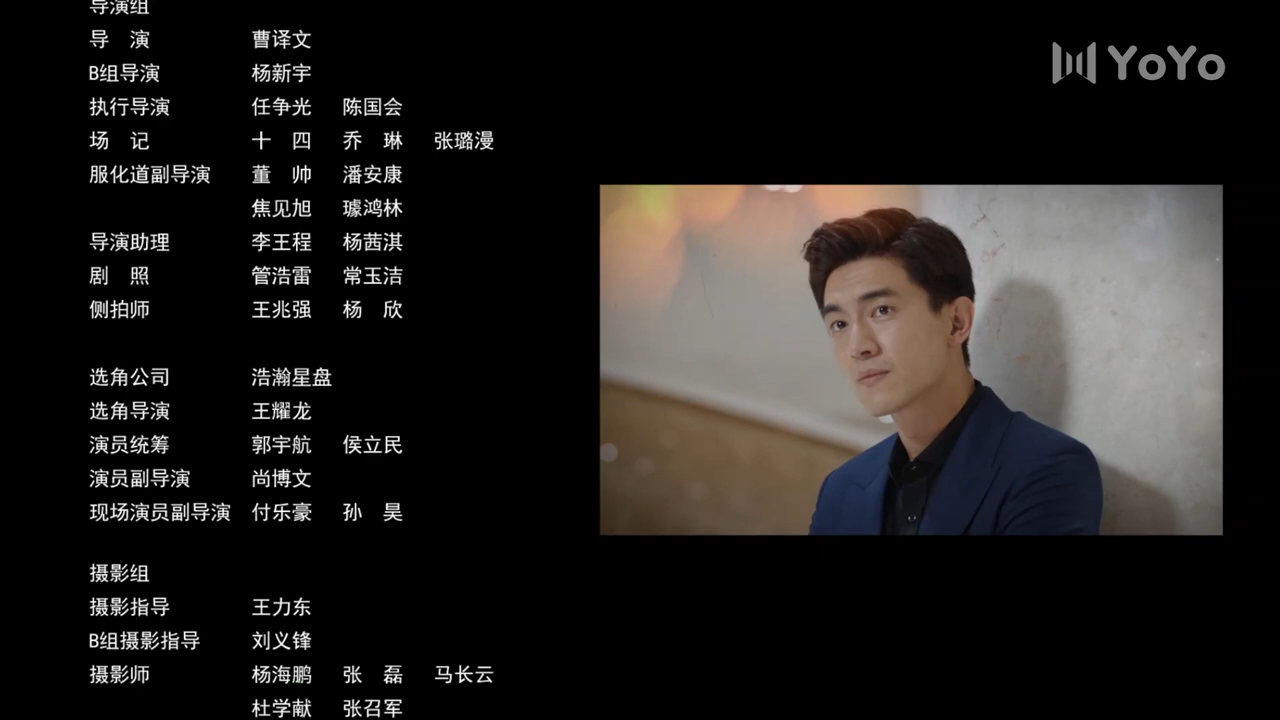 导演组
导 演 曹译文
B组导演 杨新宇
执行导演 任争光 陈国会
场 记 十 四 乔 琳 张璐漫
服化道副导演 董 帅 潘安康
焦见旭 璩鸿林
导演助理 李王程 杨茜淇
剧 照 管浩雷 常玉洁
侧拍师 王兆强 杨 欣
选角公司 浩瀚星盘
选角导演 王耀龙
演员统筹 郭宇航 侯立民
演员副导演 尚博文
现场演员副导演 付乐豪 孙 昊
摄影组
摄影指导 王力东
B组摄影指导 刘义锋
摄影师 杨海鹏 张 磊 马长云
杜学献 张召军
YoYo